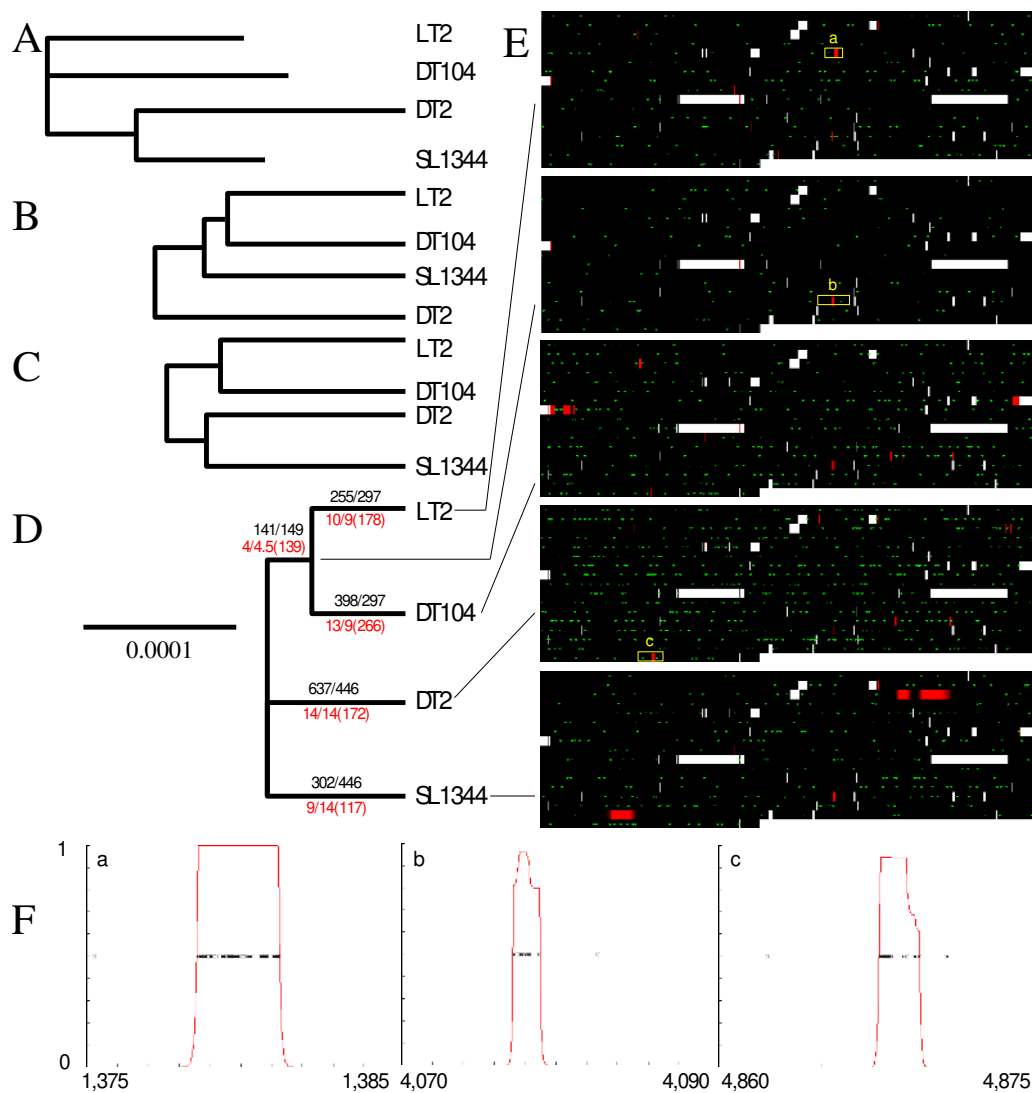 A
LT2
DT104
DT2
SL1344
B
LT2
DT104
SL1344
DT2
C
LT2
DT104
DT2
SL1344
D
255/297
10/9(178)
LT2
141/149
4/4.5(139)
398/297
13/9(266)
DT104
0.0001
637/446
14/14(172)
DT2
302/446
9/14(117)
SL1344
E
a
b
c
F
1
0
a
b
c
1,375
1,385
4,070
4,090
4,860
4,875